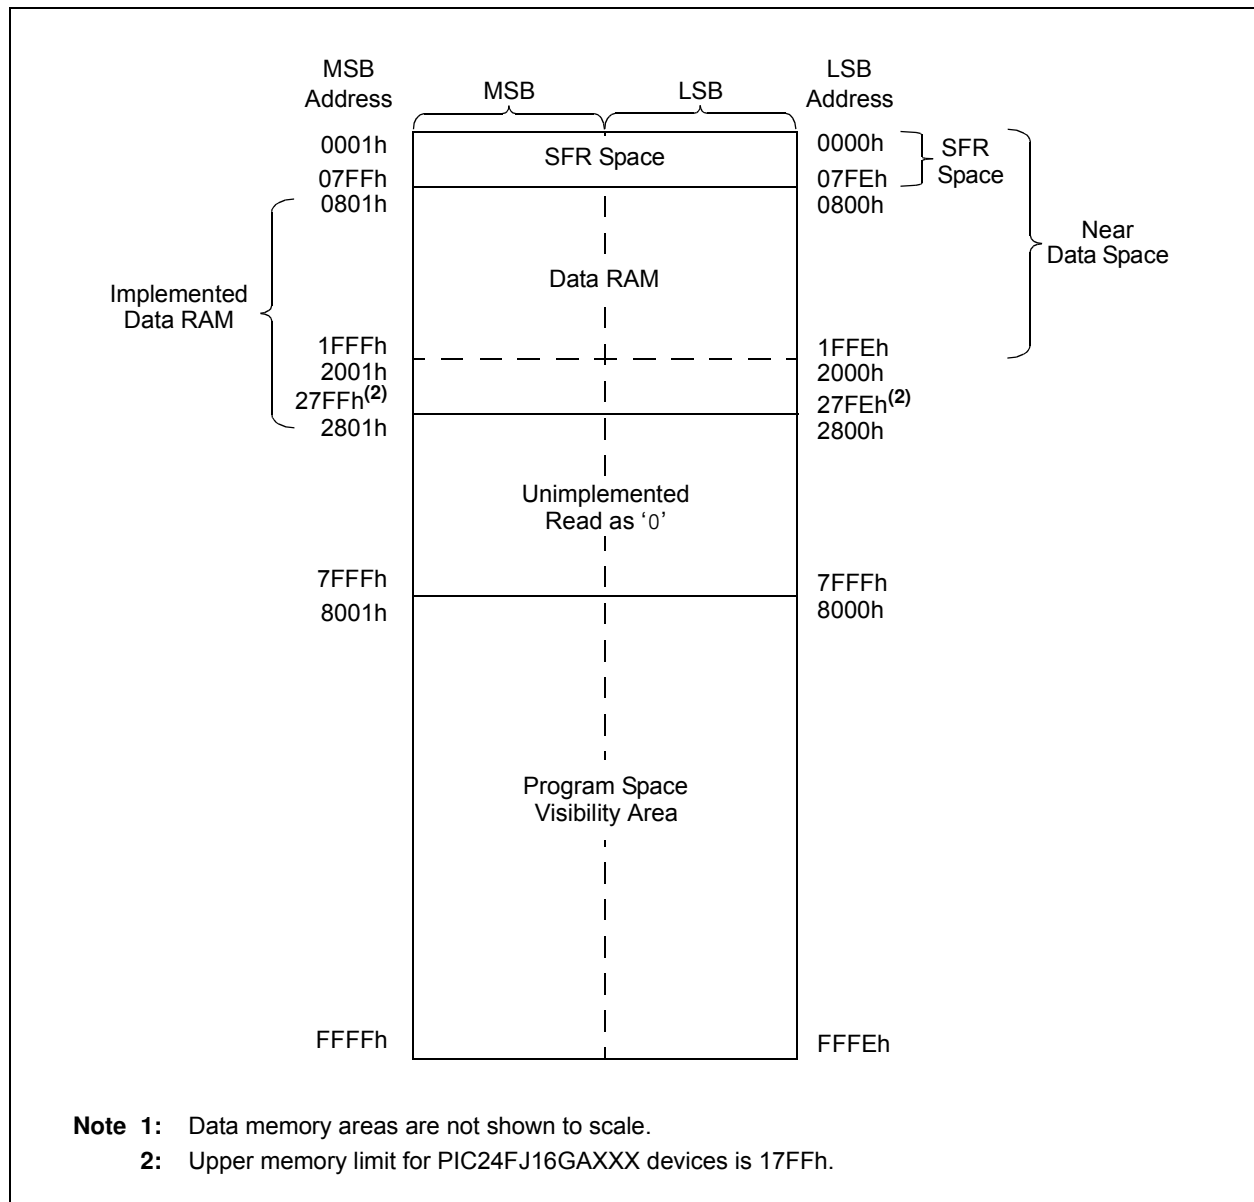 MSB
Address
MSB
LSB
LSB
Address
0001h
SFR Space
0000h
SFR
Space
07FFh
07FEh
0801h
0800h
Near
Data Space
Implemented
Data RAM
Data RAM
1FFFh
1FFEh
2001h
2000h
27FFh(2)
27FEh(2)
2801h
2800h
Unimplemented
Read as ‘0’
7FFFh
7FFFh
8001h
8000h
Program Space
Visibility Area
FFFFh
FFFEh
Note 1: Data memory areas are not shown to scale.
2: Upper memory limit for PIC24FJ16GAXXX devices is 17FFh.